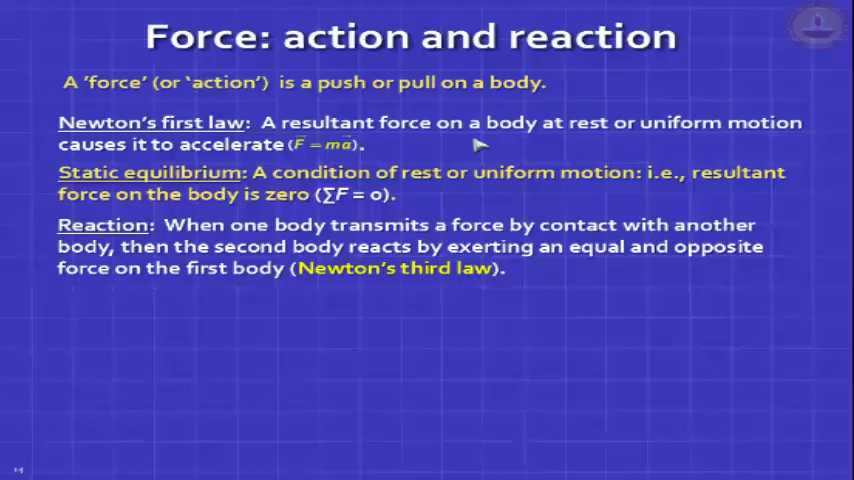 Force: action and reaction
A ‘force’ (or ‘action’) is a push or pull on a body.
Newton’s first law: A resultant force on a body at rest or uniform motion
causes it to accelerate (F⃗ = ma⃗).
Static equilibrium: A condition of rest or uniform motion: i.e., resultant
force on the body is zero (∑F = 0).
Reaction: When one body transmits a force by contact with another
body, then the second body reacts by exerting an equal and opposite
force on the first body (Newton’s third law).